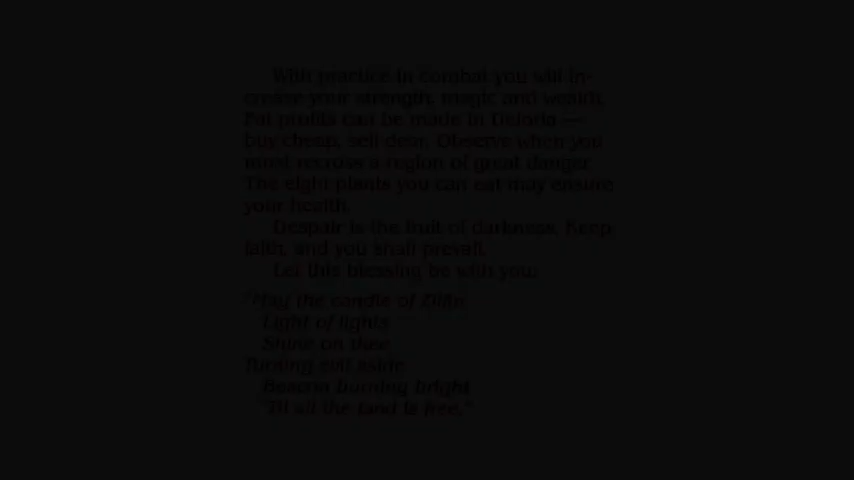 With practice in combat you will in-
crease your strength, magic and wealth.
Fat profits can be made in Deloria —
buy cheap, sell dear. Observe when you
must recross a region of great danger.
The eight plants you can eat may ensure
your health.
Despair is the fruit of darkness. Keep
faith, and you shall prevail.
Let this blessing be with you:
"May the candle of
Light of lights
Shine on thee
Turning evil aside
Beacon burning bright
'Til all the land is free."